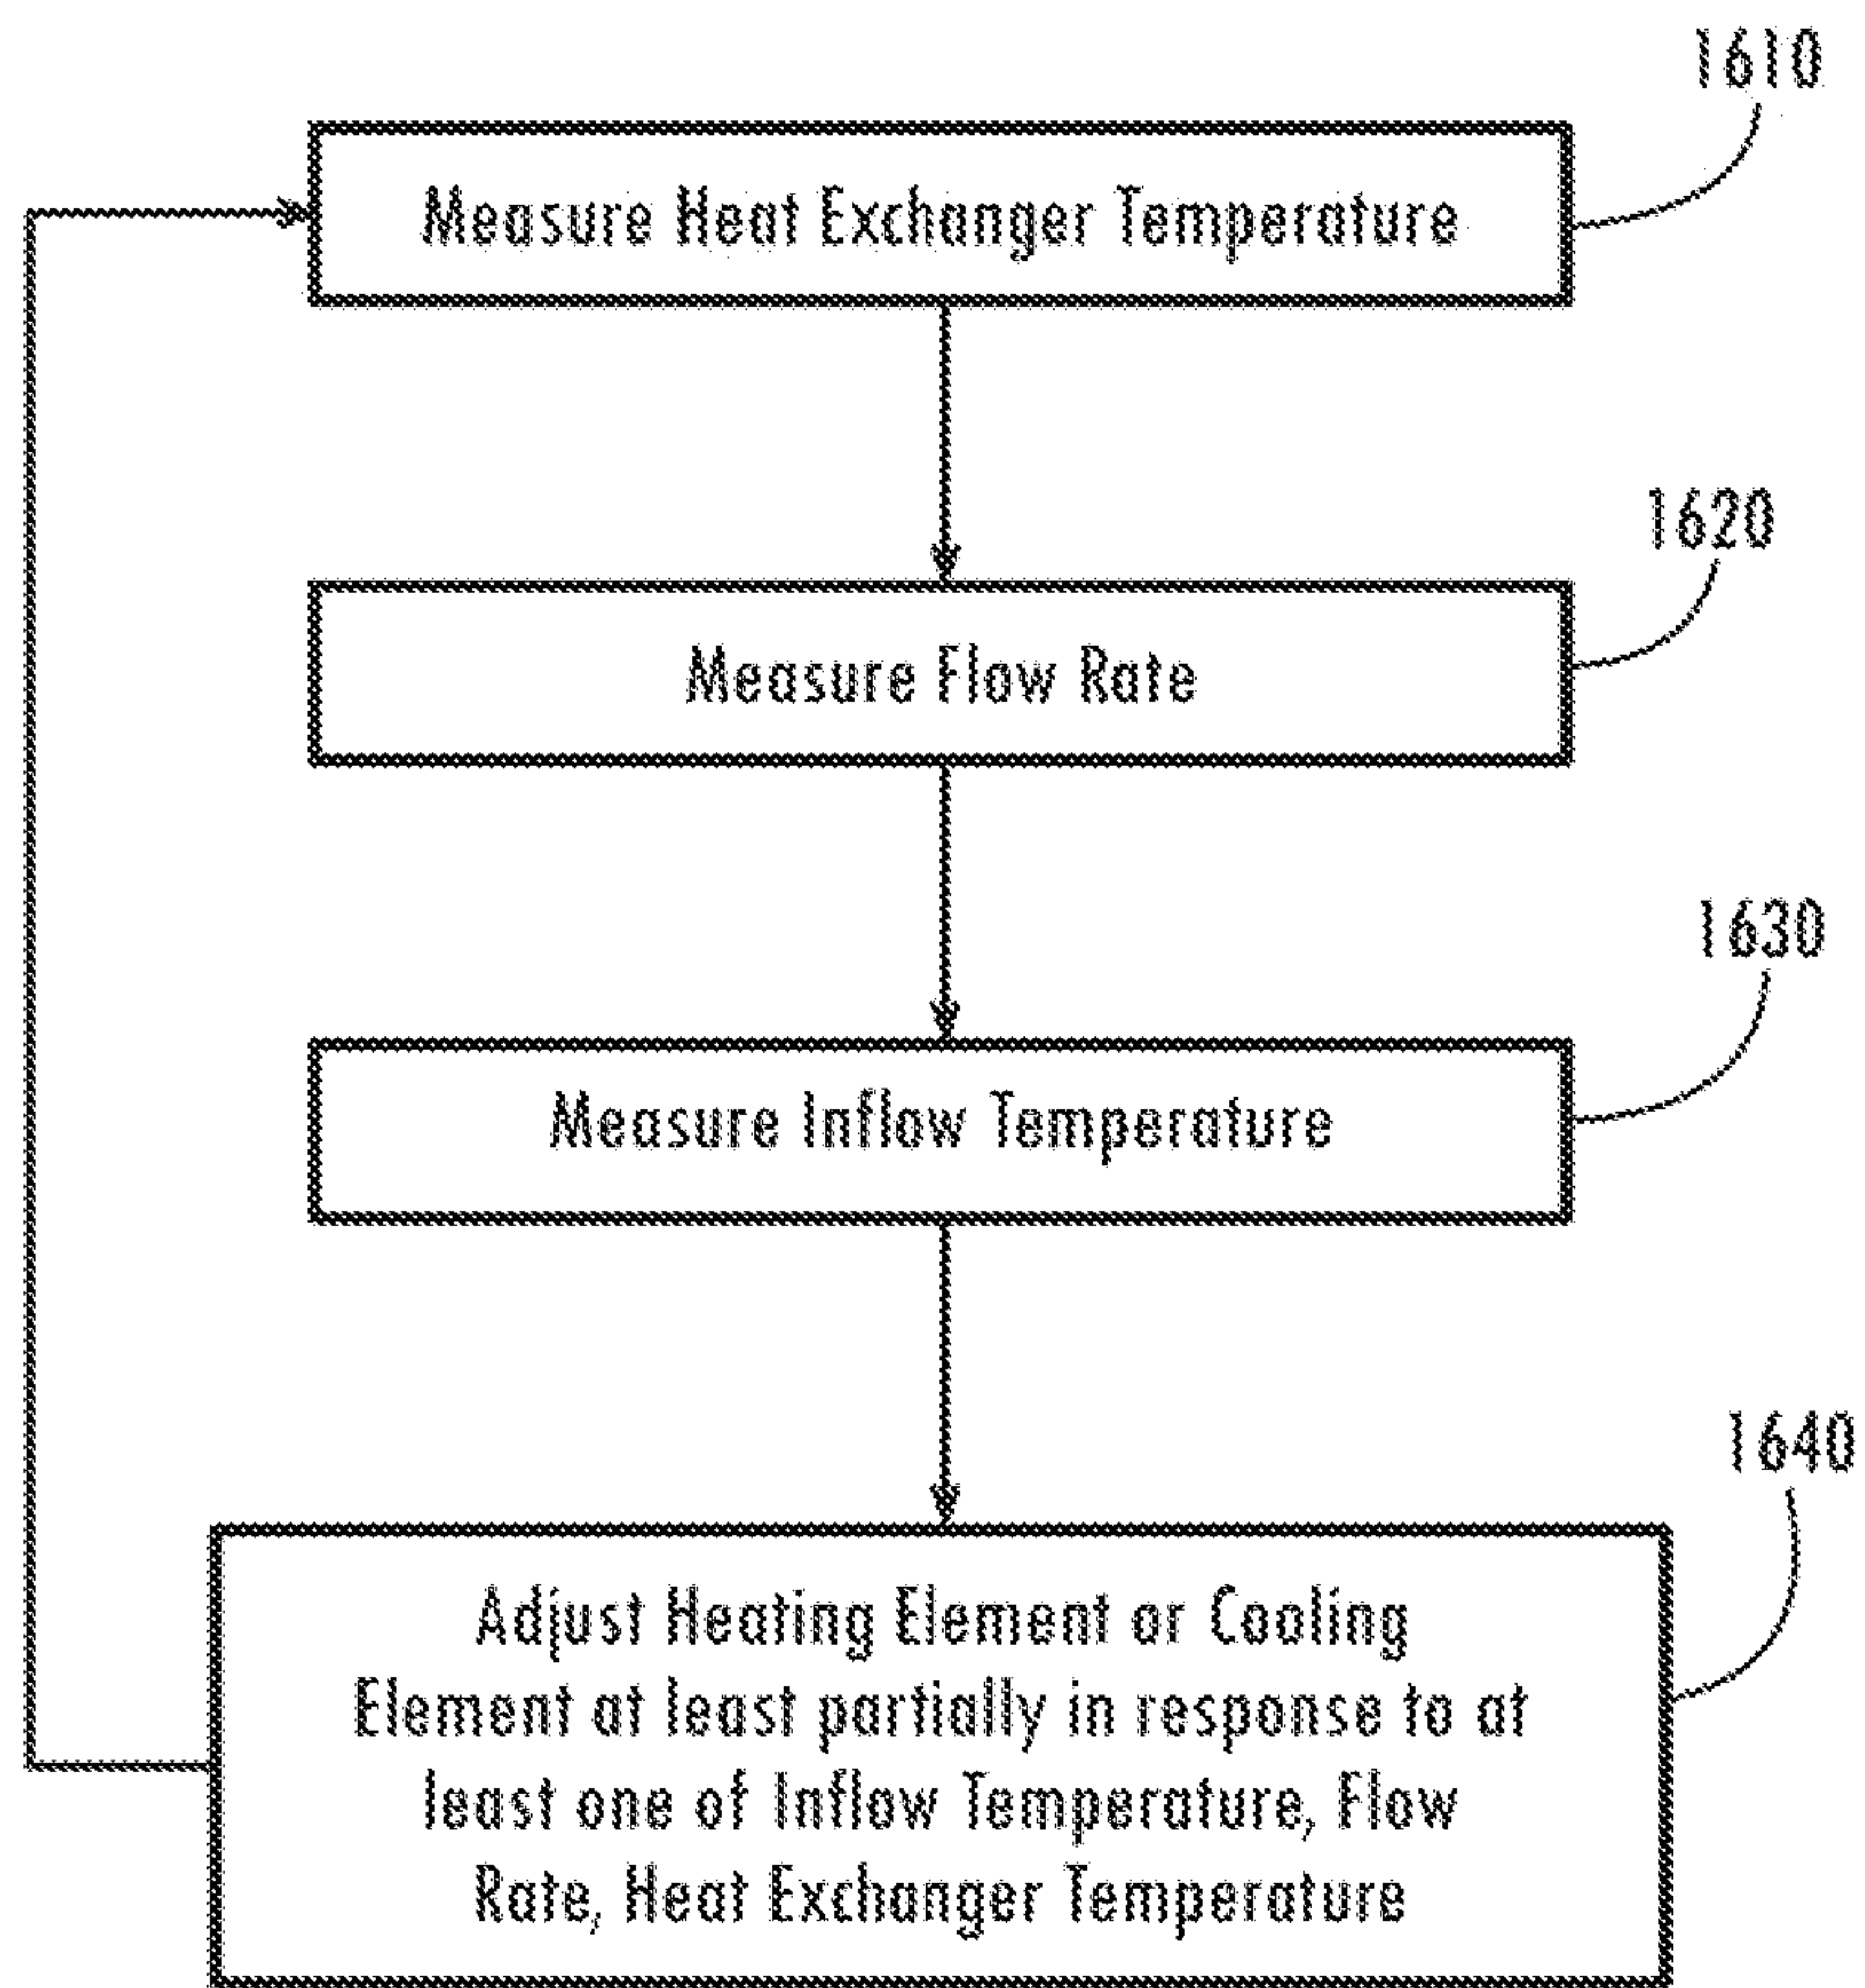 1610
Measure Heat Exchanger Temperature
1620
Measure Flow Rate
1630
Measure Inflow Temperature
1640
Adjust Heating Element or Cooling
Element at least partially in response to at
least one of Inflow Temperature, Flow
Rate, Heat Exchanger Temperature